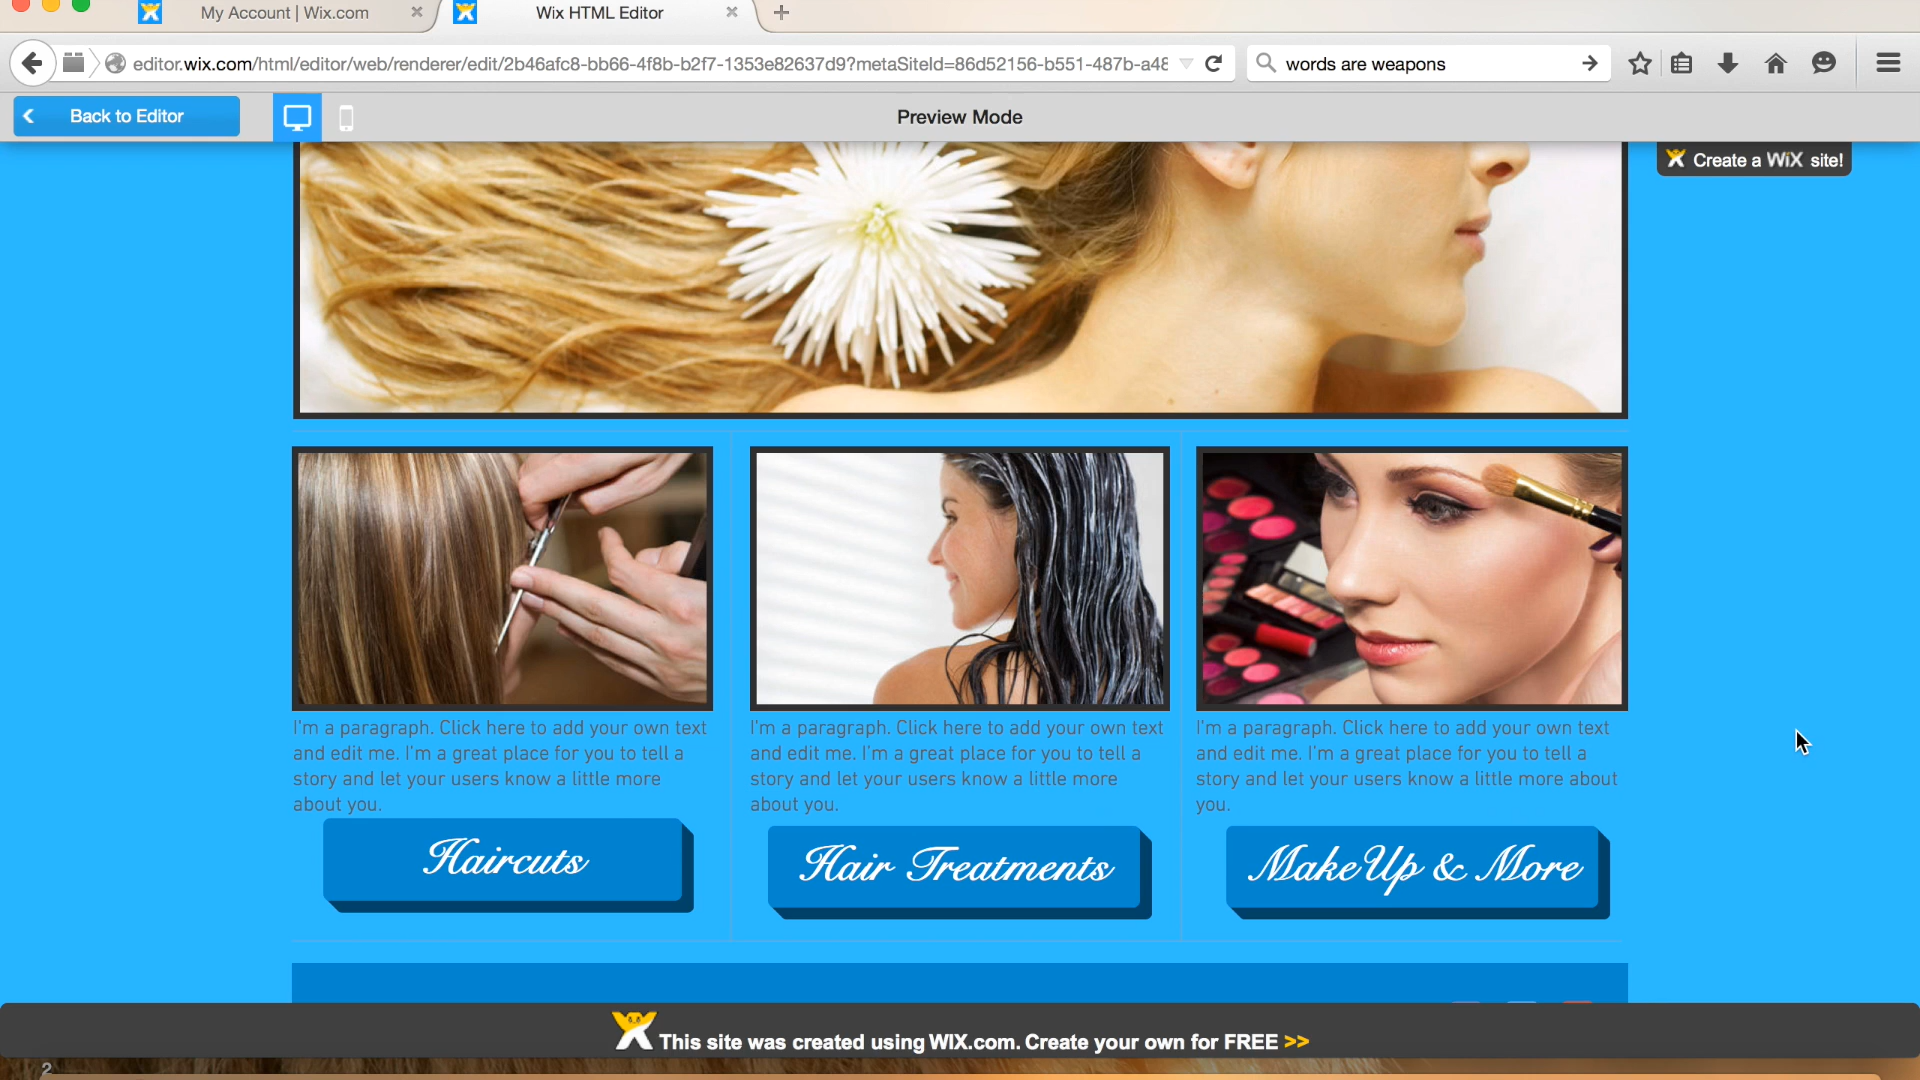 My Account | Wix.com
Wix HTML Editor
editor.wix.com/html/editor/web/renderer/edit/2b46afc8-bb66-4f8b-b2f7-1353e82637d9?metaSiteId=86d52156-b551-487b-a48
words are weapons
Back to Editor
Preview Mode
Create a WiX site!
I'm a paragraph. Click here to add your own text
and edit me. I'm a great place for you to tell a
story and let your users know a little more
about you.
I'm a paragraph. Click here to add your own text
and edit me. I'm a great place for you to tell a
story and let your users know a little more
about you.
I'm a paragraph. Click here to add your own text
and edit me. I'm a great place for you to tell a
story and let your users know a little more about
you.
Haircuts
Hair Treatments
MakeUp & More
This site was created using WIX.com. Create your own for FREE >>
2